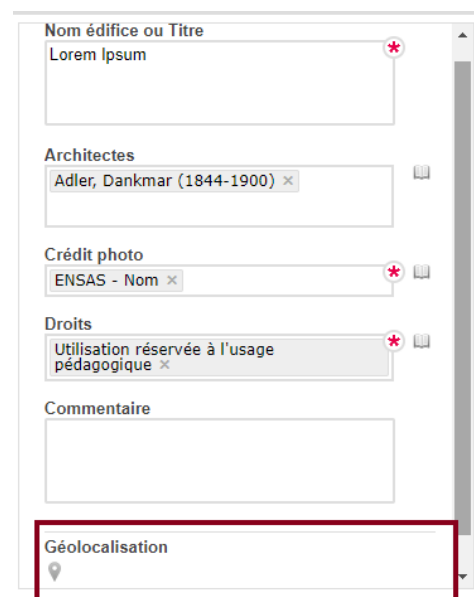 Nom édifice ou Titre
Lorem Ipsum
Architectes
Adler, Dankmar (1844-1900) ×
Crédit photo
ENSAS - Nom ×
Droits
Utilisation réservée à l'usage
pédagogique ×
Commentaire
Géolocalisation